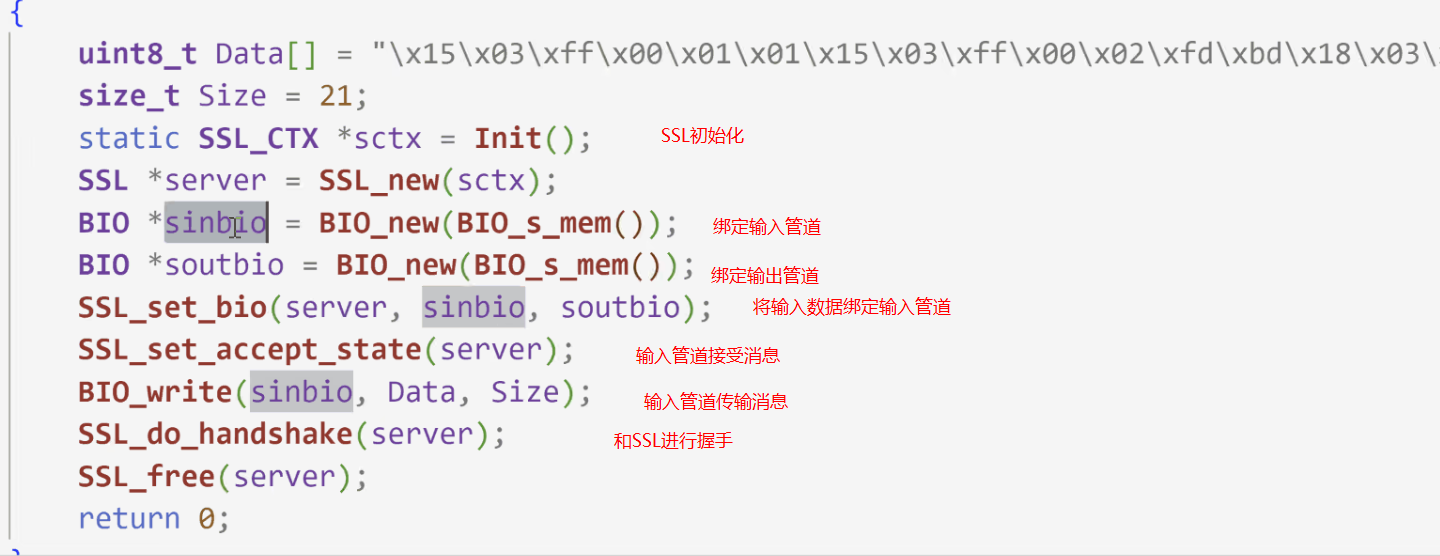 {
uint8_t Data[] = "\x15\x03\xff\x00\x01\x01\x15\x03\xff\x00\x02\xfd\xbd\x18\x03\
size_t Size = 21;
static SSL_CTX *sctx = Init(); SSL初始化
SSL *server = SSL_new(sctx);
BIO *sinbio = BIO_new(BIO_s_mem()); 绑定输入管道
BIO *soutbio = BIO_new(BIO_s_mem()); 绑定输出管道
SSL_set_bio(server, sinbio, soutbio); 将输入数据绑定输入管道
SSL_set_accept_state(server); 输入管道接受消息
BIO_write(sinbio, Data, Size); 输入管道传输消息
SSL_do_handshake(server); 和SSL进行握手
SSL_free(server);
return 0;